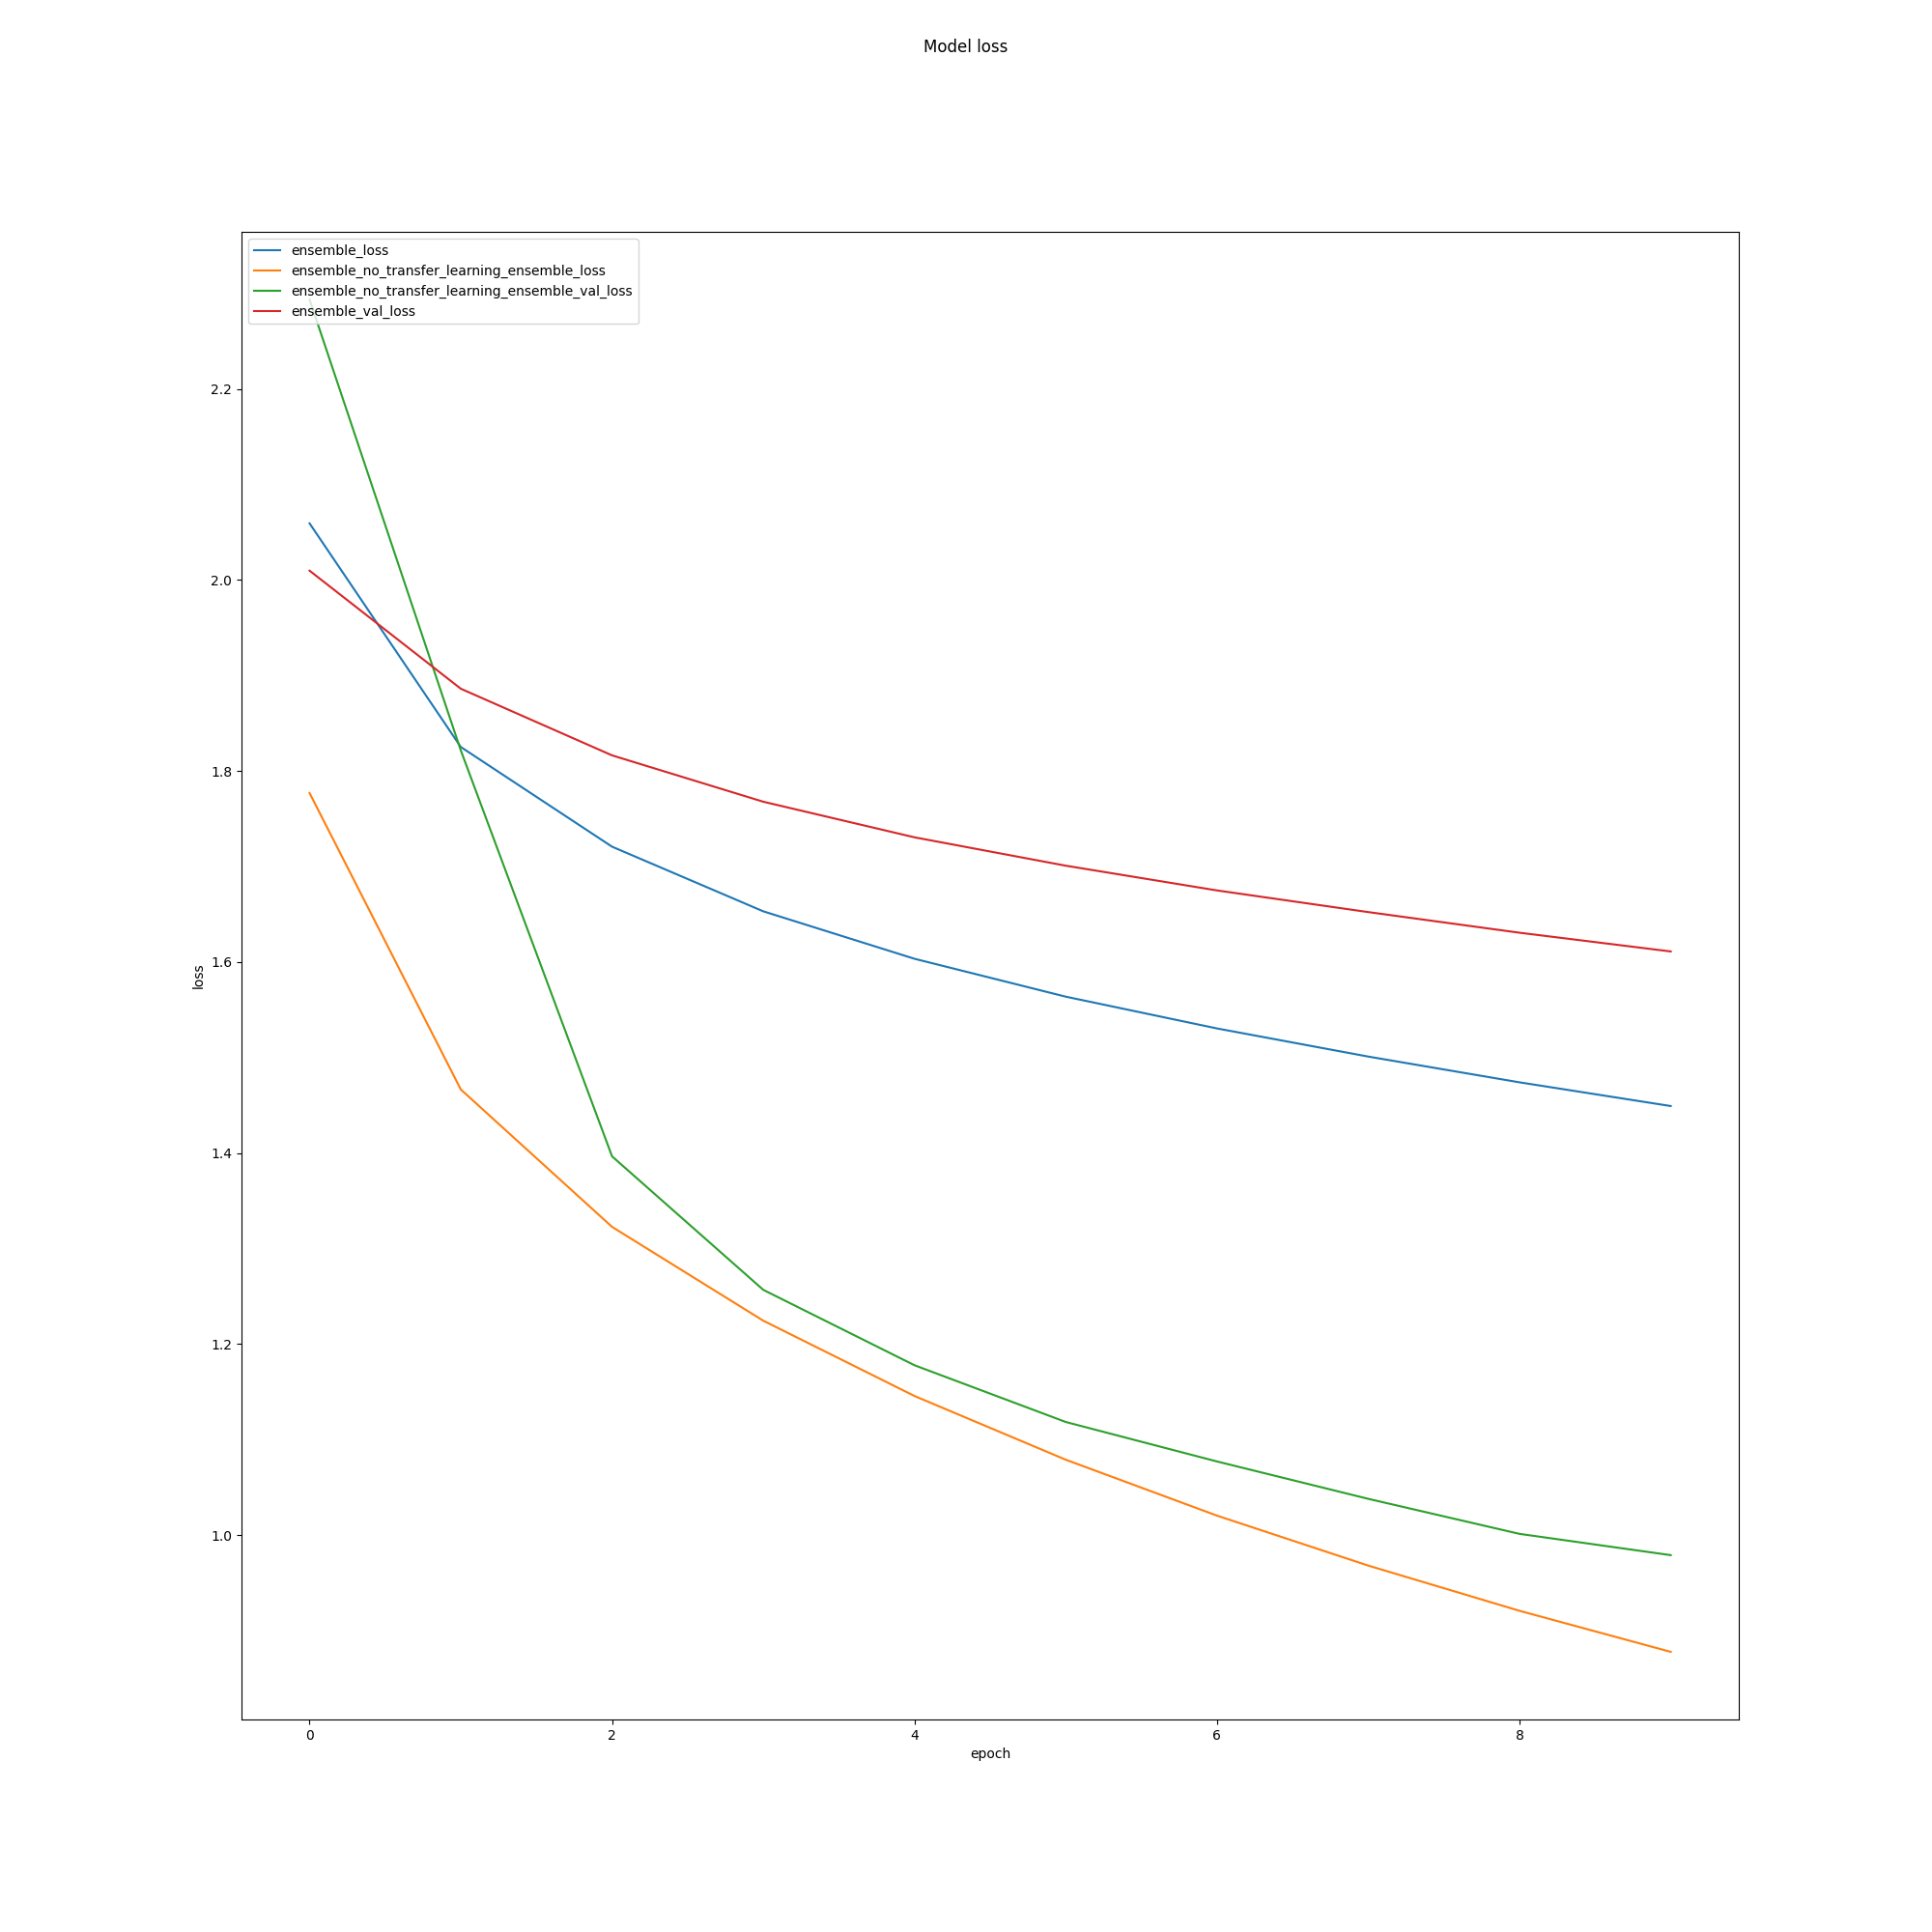 Model loss
ensemble_loss
ensemble_no_transfer_learning_ensemble_loss
ensemble_no_transfer_learning_ensemble_val_loss
ensemble_val_loss
2.2
2.0
1.8
1.6
1.4
1.2
1.0
loss
0 2 4 6 8
epoch